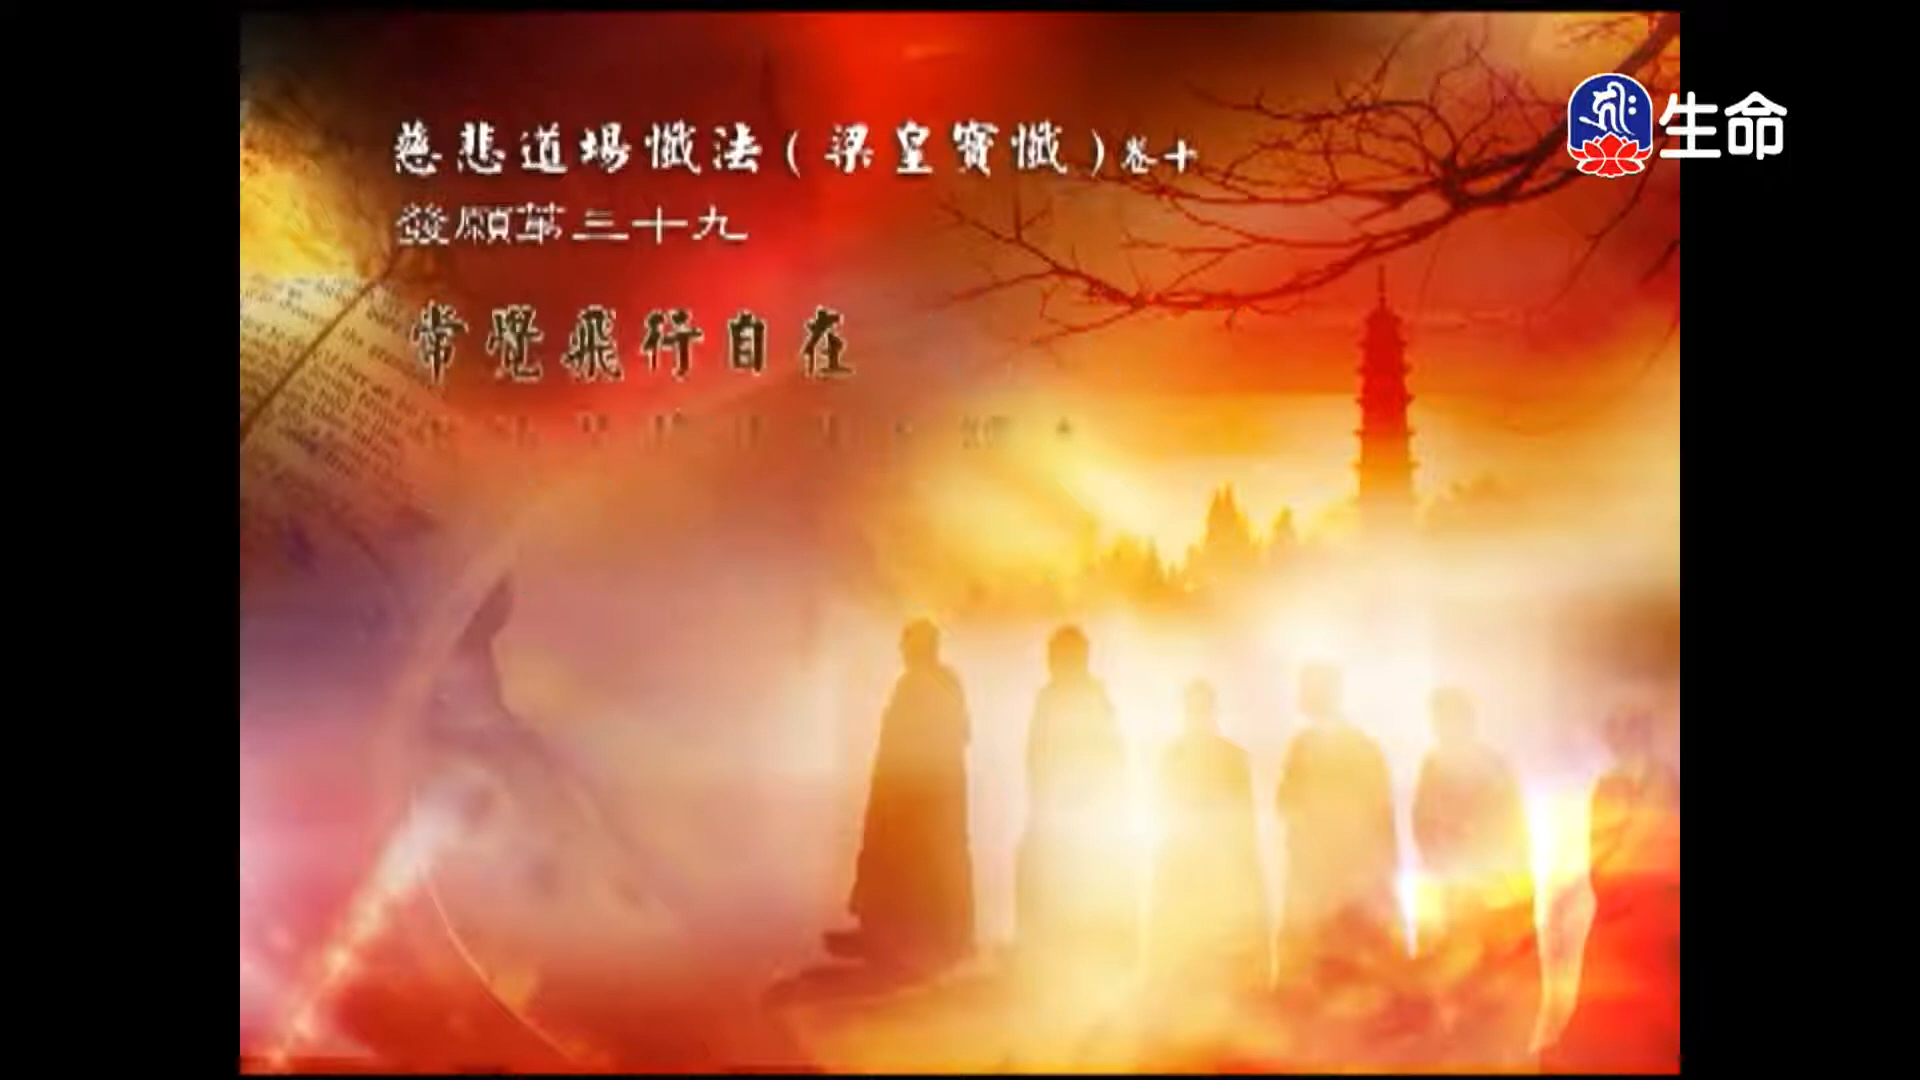 慈悲道場懺法(梁皇寶懺)卷十
生命
發願第三十九
常覺飛行自在